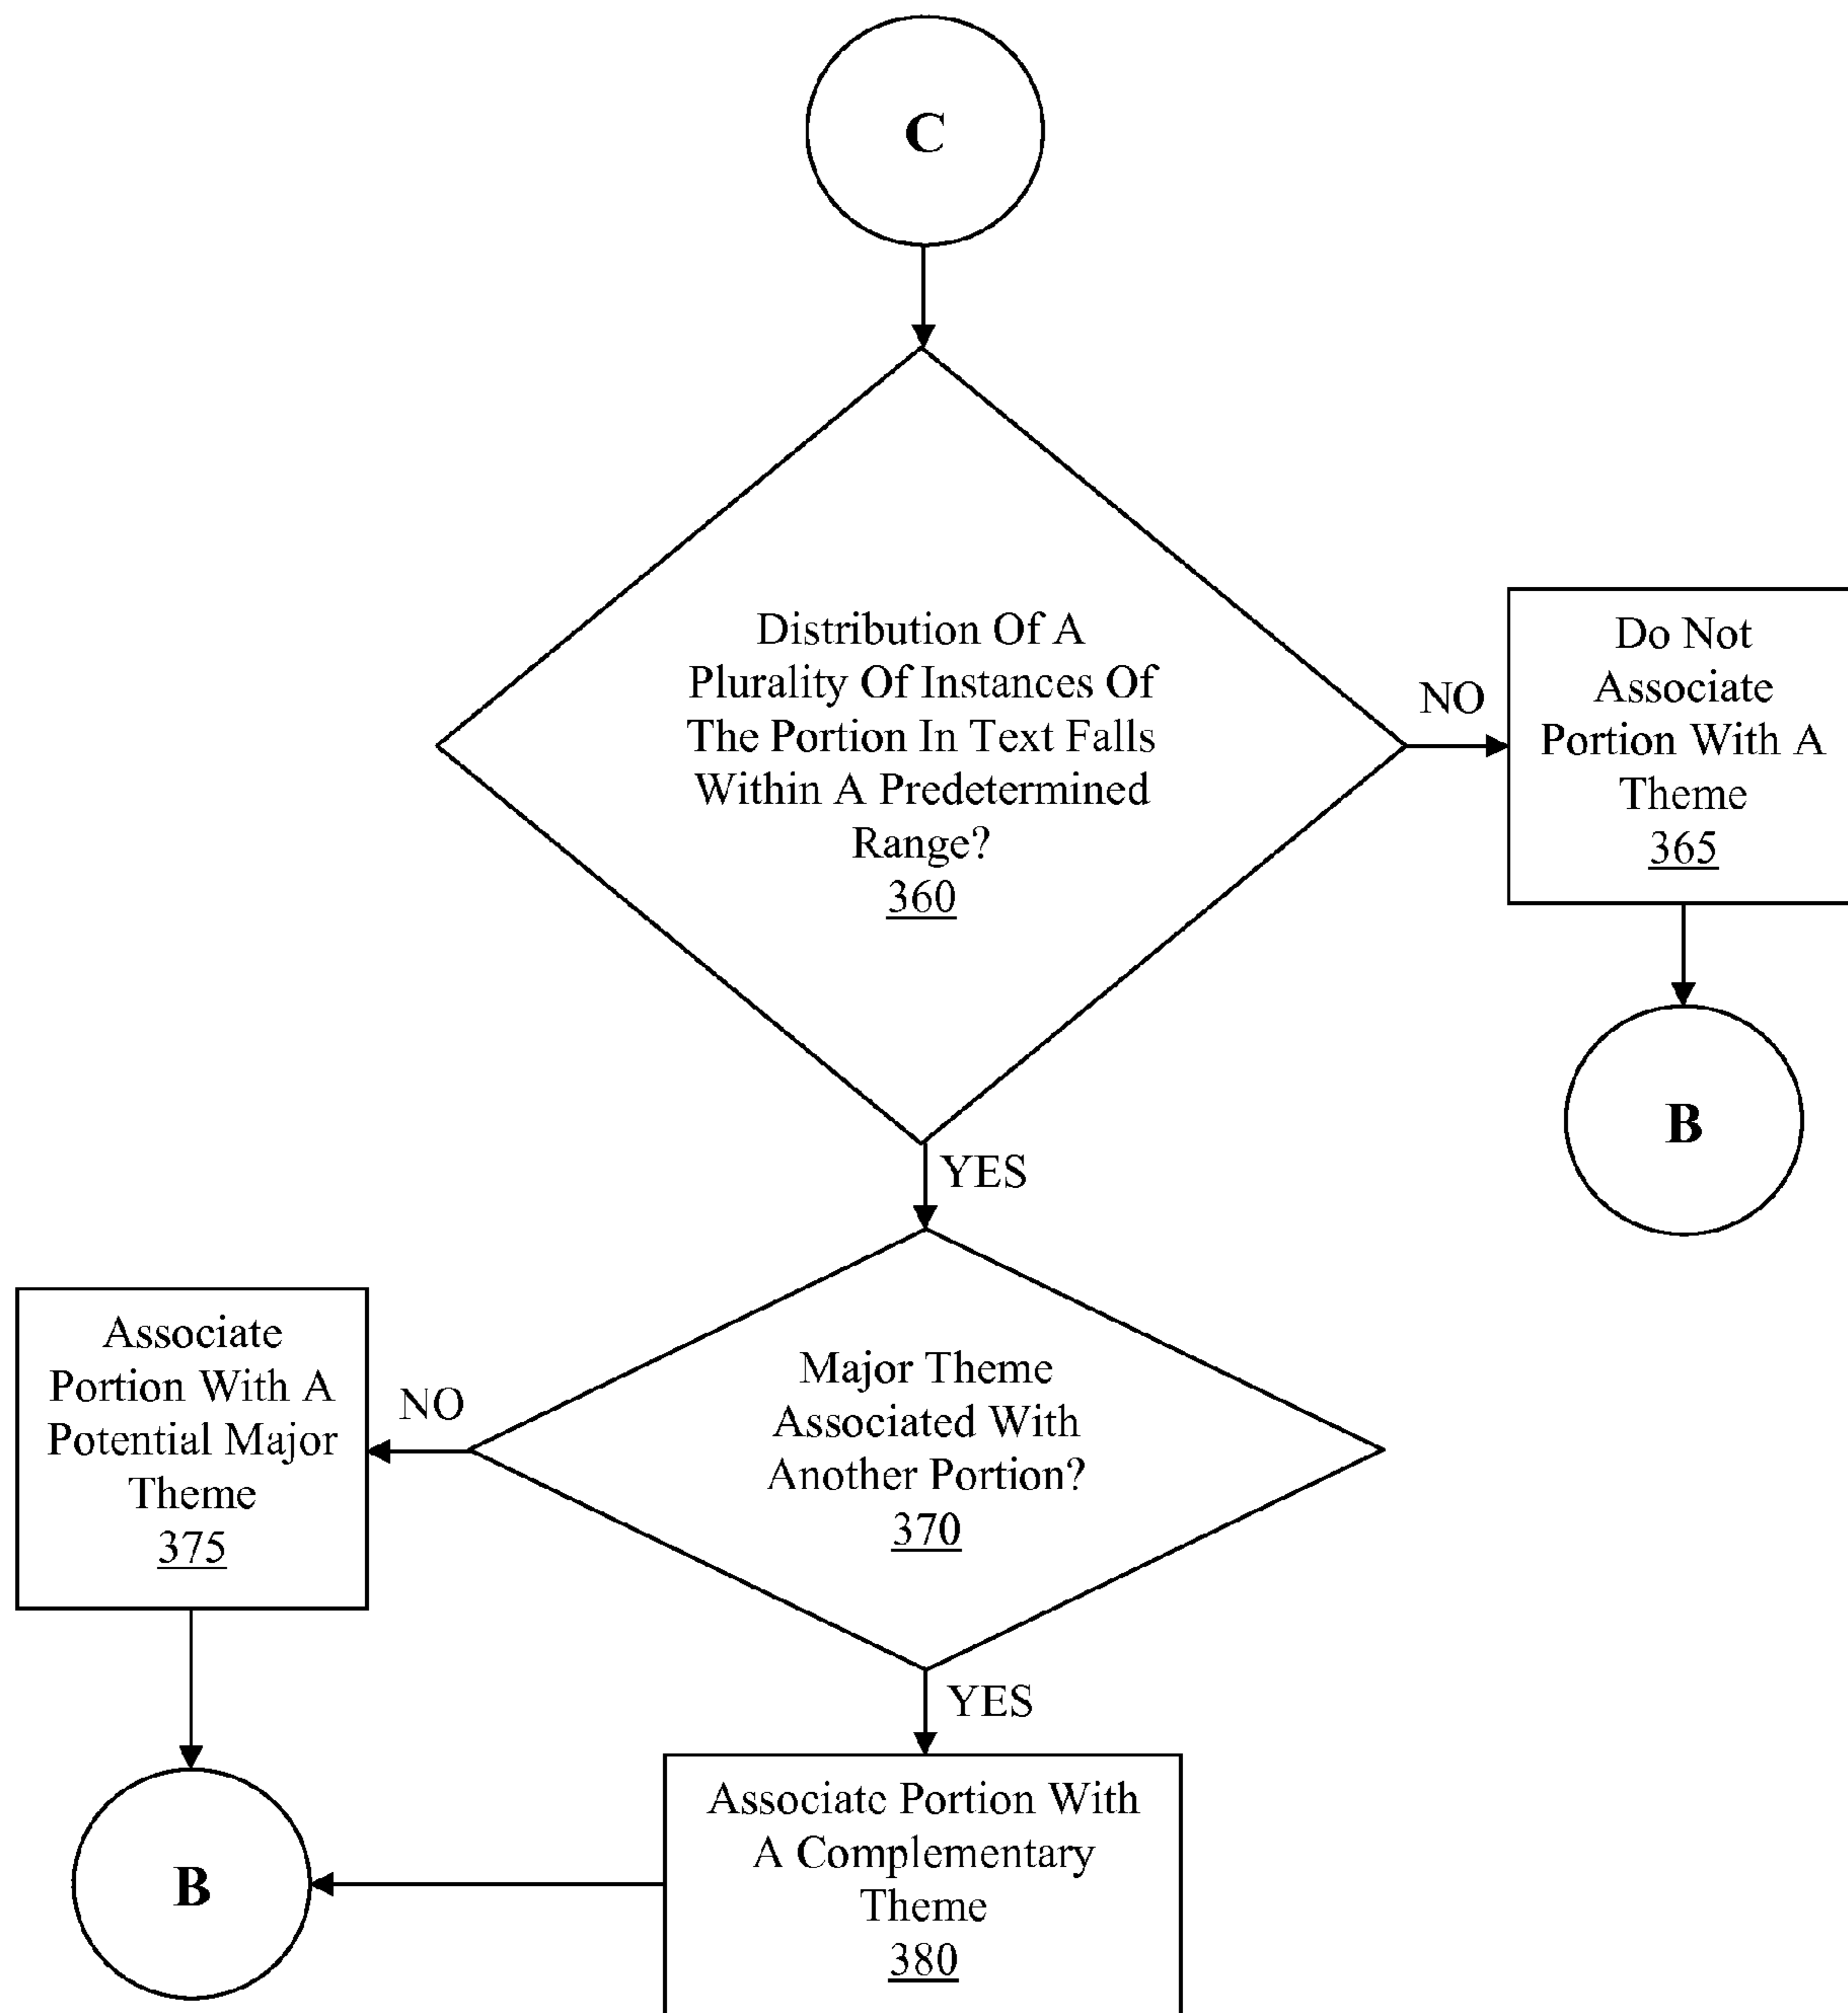 C
Distribution Of A
Plurality Of Instances Of
The Portion In Text Falls
Within A Predetermined
Range?
360
NO
Do Not
Associate
Portion With A
Theme
365
B
YES
Major Theme
Associated With
Another Portion?
370
NO
Associate
Portion With A
Potential Major
Theme
375
YES
Associate Portion With
A Complementary
Theme
380
B